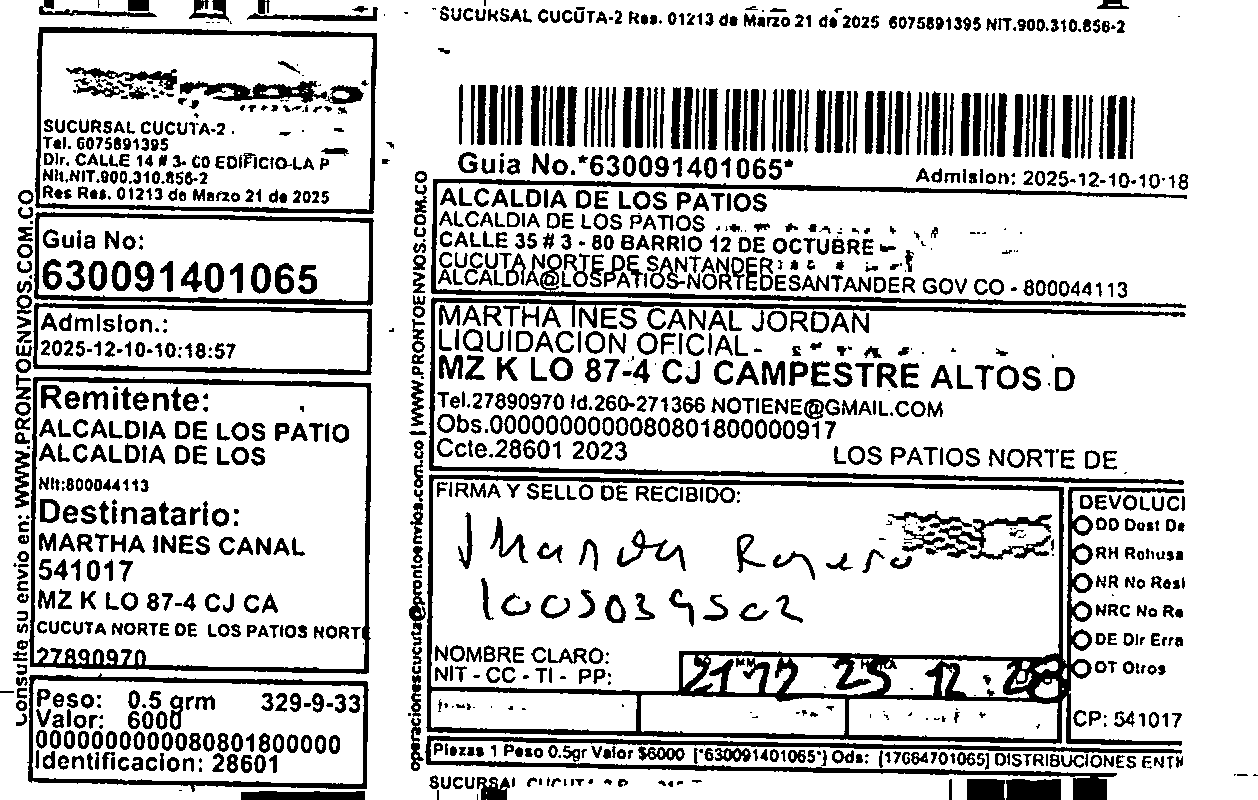 SUCURSAL CUCUTA-2 .
Tel. 6075891395
Dir. CALLE 14 # 3- C0 EDIFICIO-LA P
Nit.NIT.900.310.856-2
Res Res. 01213 de Marzo 21 de 2025
Guia No:
630091401065
Admision.:
2025-12-10-10:18:57
Remitente:
ALCALDIA DE LOS PATIO
ALCALDIA DE LOS
Nit:800044113
Destinatario:
MARTHA INES CANAL
541017
MZ K LO 87-4 CJ CA
CUCUTA NORTE DE LOS PATIOS NORTE
27890970
Peso: 0.5 grm 329-9-33
Valor: 6000
0000000000080801800000
Identificacion: 28601
Consulte su envio en: WWW.PRONTOENVIOS.COM.CO
SUCURSAL CUCUTA-2 Res. 01213 de Marzo 21 de 2025 6075891395 NIT.900.310.856-2
Guia No.*630091401065*
Admision: 2025-12-10-10:18
ALCALDIA DE LOS PATIOS
ALCALDIA DE LOS PATIOS
CALLE 35 # 3 - 80 BARRIO 12 DE OCTUBRE
CUCUTA NORTE DE SANTANDER
ALCALDIA@LOSPATIOS-NORTEDESANTANDER GOV CO - 800044113
MARTHA INES CANAL JORDAN
LIQUIDACION OFICIAL-
MZ K LO 87-4 CJ CAMPESTRE ALTOS D
Tel.27890970 Id.260-271366 NOTIENE@GMAIL.COM
Obs.0000000000080801800000917
Ccte.28601 2023 LOS PATIOS NORTE DE
FIRMA Y SELLO DE RECIBIDO:
1005039502
NOMBRE CLARO:
NIT - CC - TI - PP:
21 12 25 12:28
DEVOLUCI
DD Dest De
RH Rehusa
NR No Resi
NRC No Re
DE Dir Erra
OT Otros
CP: 541017
Piezas 1 Peso 0.5gr Valor $6000 [*630091401065*] Ods: [17684701065] DISTRIBUCIONES ENTR
operacionescucuta@prontoenvios.com.co | WWW.PRONTOENVIOS.COM.CO
SUCURSAL